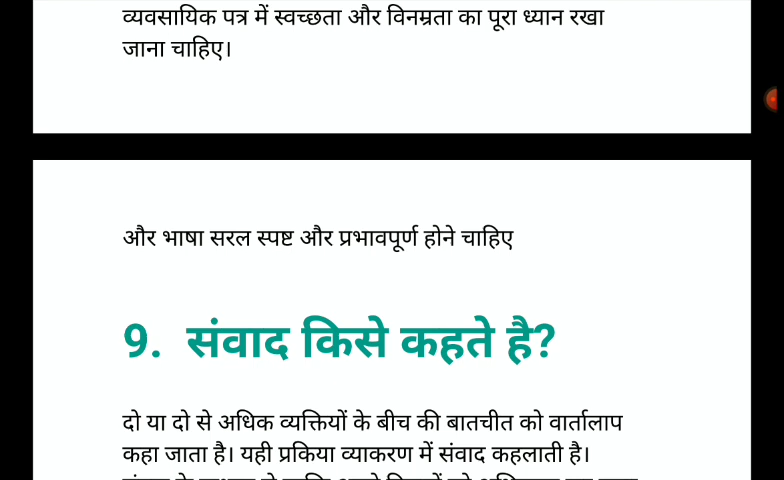 व्यवसायिक पत्र में स्वच्छता और विनम्रता का पूरा ध्यान रखा
जाना चाहिए।
और भाषा सरल स्पष्ट और प्रभावपूर्ण होने चाहिए
9. संवाद किसे कहते है?
दो या दो से अधिक व्यक्तियों के बीच की बातचीत को वार्तालाप
कहा जाता है। यही प्रकिया व्याकरण में संवाद कहलाती है।